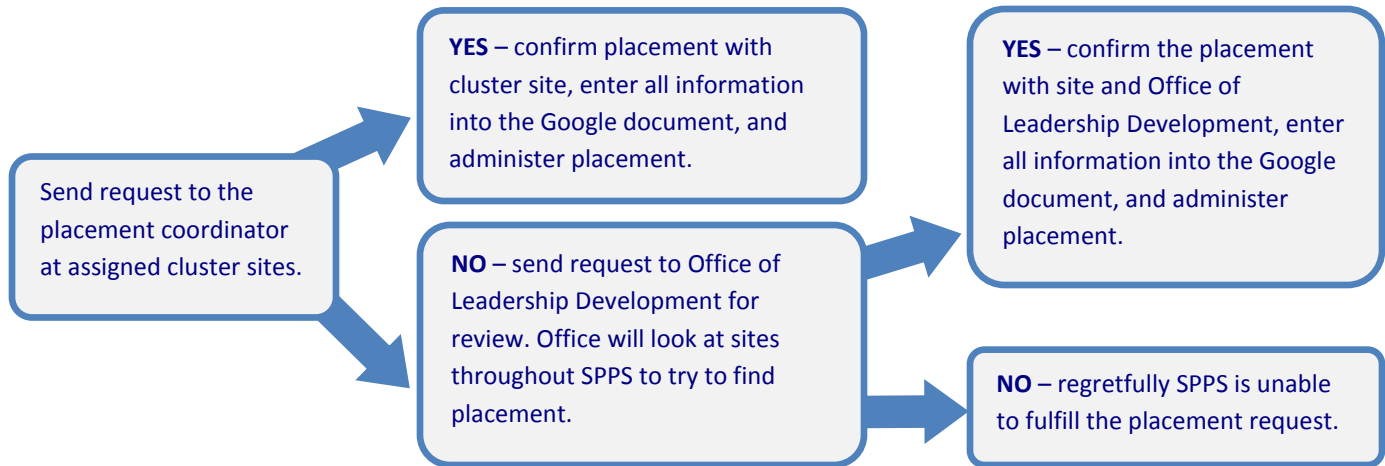 Send request to the
placement coordinator
at assigned cluster sites.
YES – confirm placement with
cluster site, enter all information
into the Google document, and
administer placement.
NO – send request to Office of
Leadership Development for
review. Office will look at sites
throughout SPPS to try to find
placement.
YES – confirm the placement
with site and Office of
Leadership Development, enter
all information into the Google
document, and administer
placement.
NO – regretfully SPPS is unable
to fulfill the placement request.